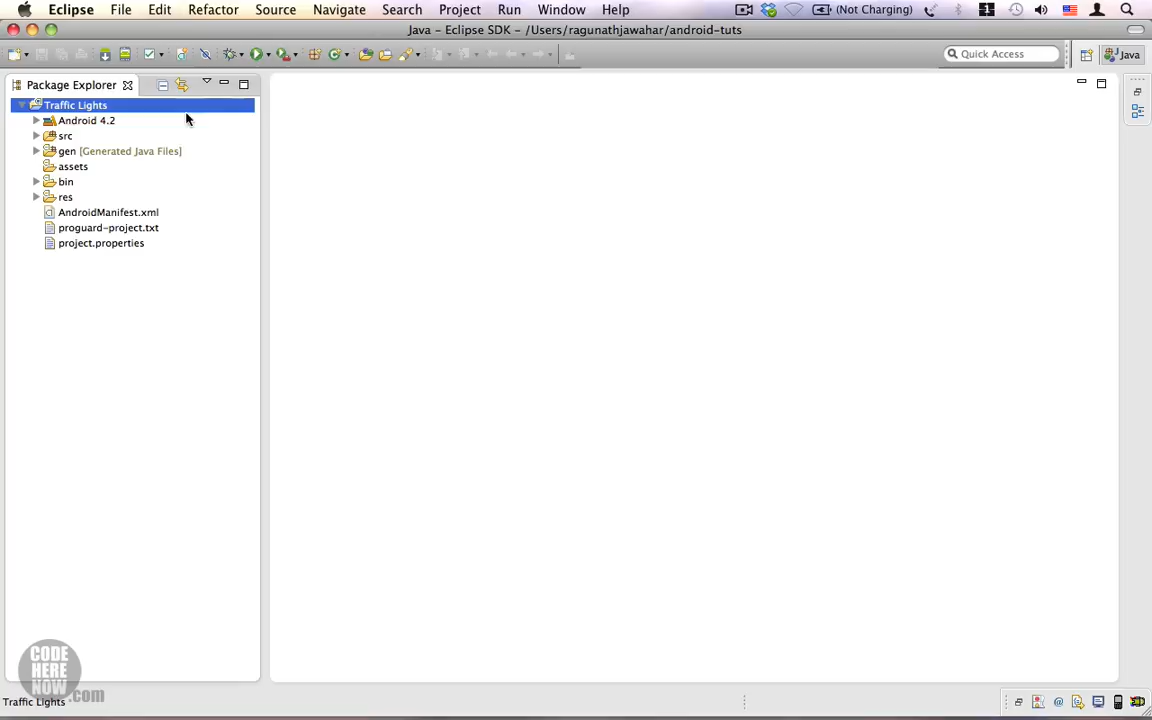 Eclipse File Edit Refactor Source Search Navigate Project Run Window Help (Not Charging) 1
Java – Eclipse SDK – /Users/ragunathjawahar/android-tuts
Quick Access Java
Package Explorer
Traffic Lights
Android 4.2
src
gen [Generated Java Files]
assets
bin
res
AndroidManifest.xml
proguard-project.txt
project.properties
CODE
HERE
NOW.com
Traffic Lights